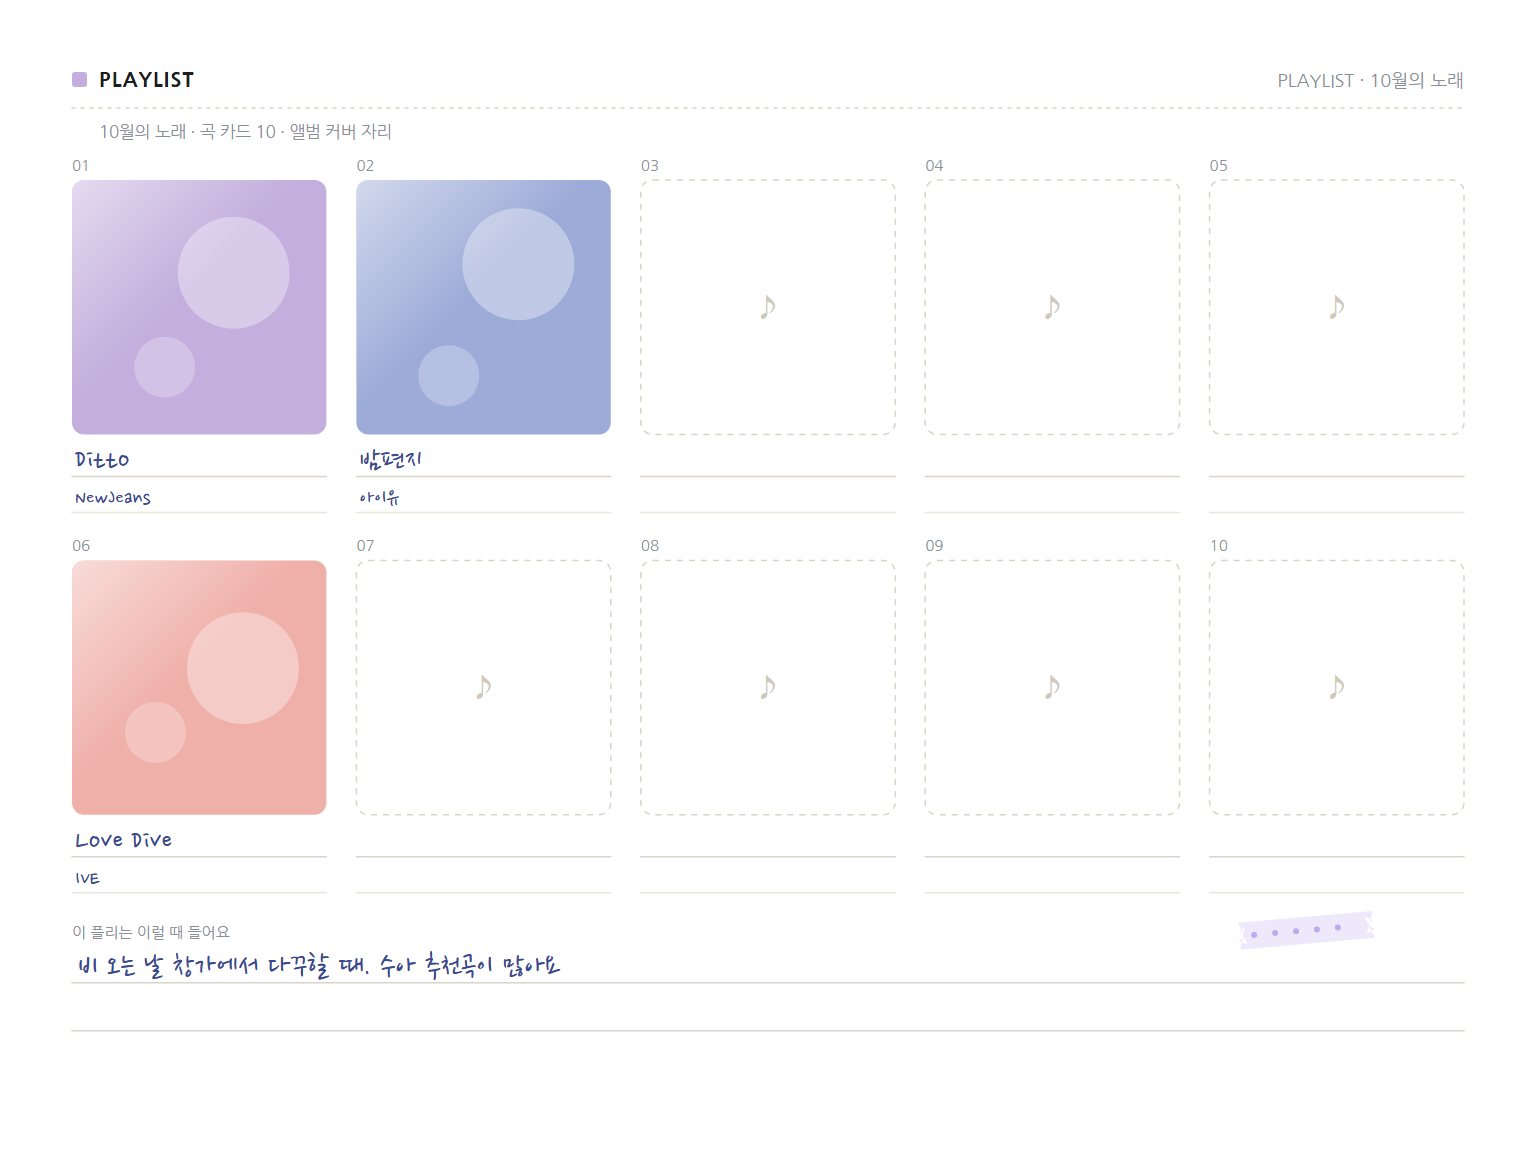 PLAYLIST
PLAYLIST · 10월의 노래
10월의 노래 · 곡 카드 10 · 앨범 커버 자리
01 02 03 04 05
Ditto 밤편지
NewJeans 아이유
06 07 08 09 10
Love Dive
IVE
이 플리는 이럴 때 들어요
비 오는 날 창가에서 다꾸할 때. 수아 추천곡이 많아요